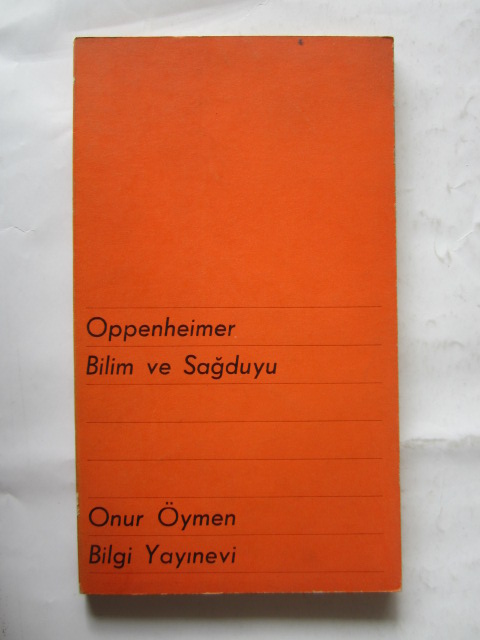 Oppenheimer
Bilim ve Sağduyu
Onur Öymen
Bilgi Yayınevi